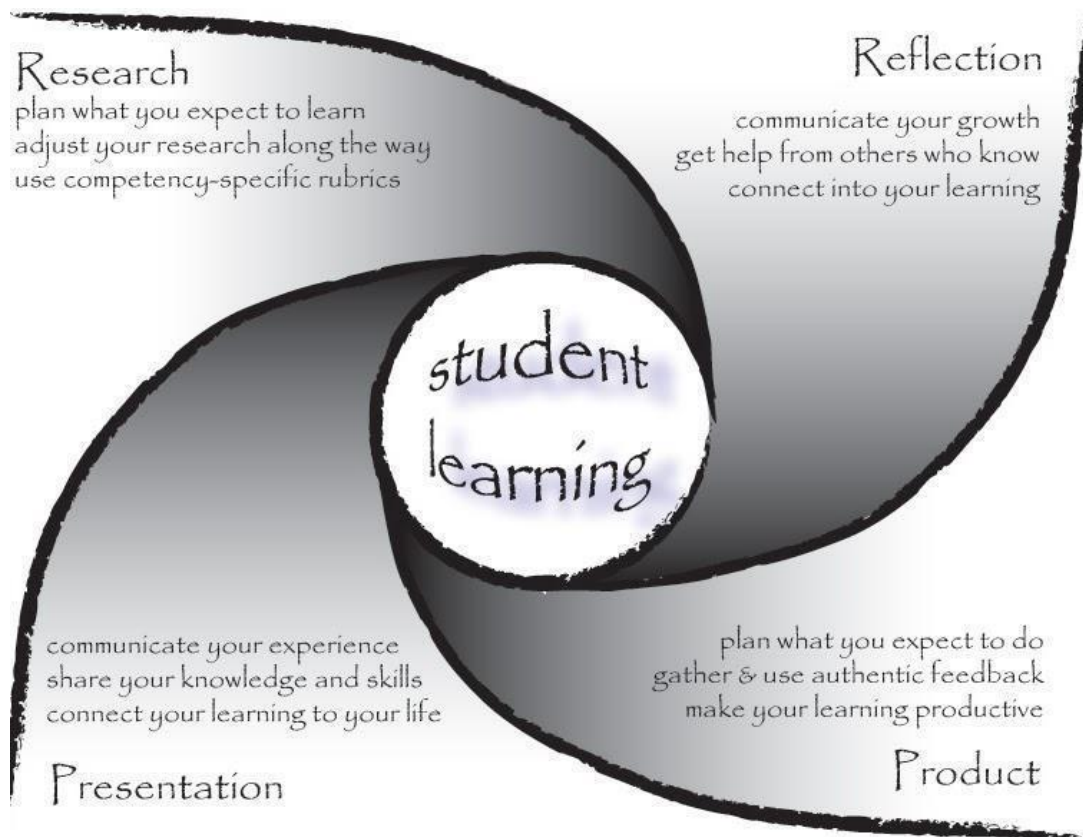 Research
plan what you expect to learn
adjust your research along the way
use competency-specific rubrics
Reflection
communicate your growth
get help from others who know
connect into your learning
student
learning
communicate your experience
share your knowledge and skills
connect your learning to your life
Presentation
plan what you expect to do
gather & use authentic feedback
make your learning productive
Product